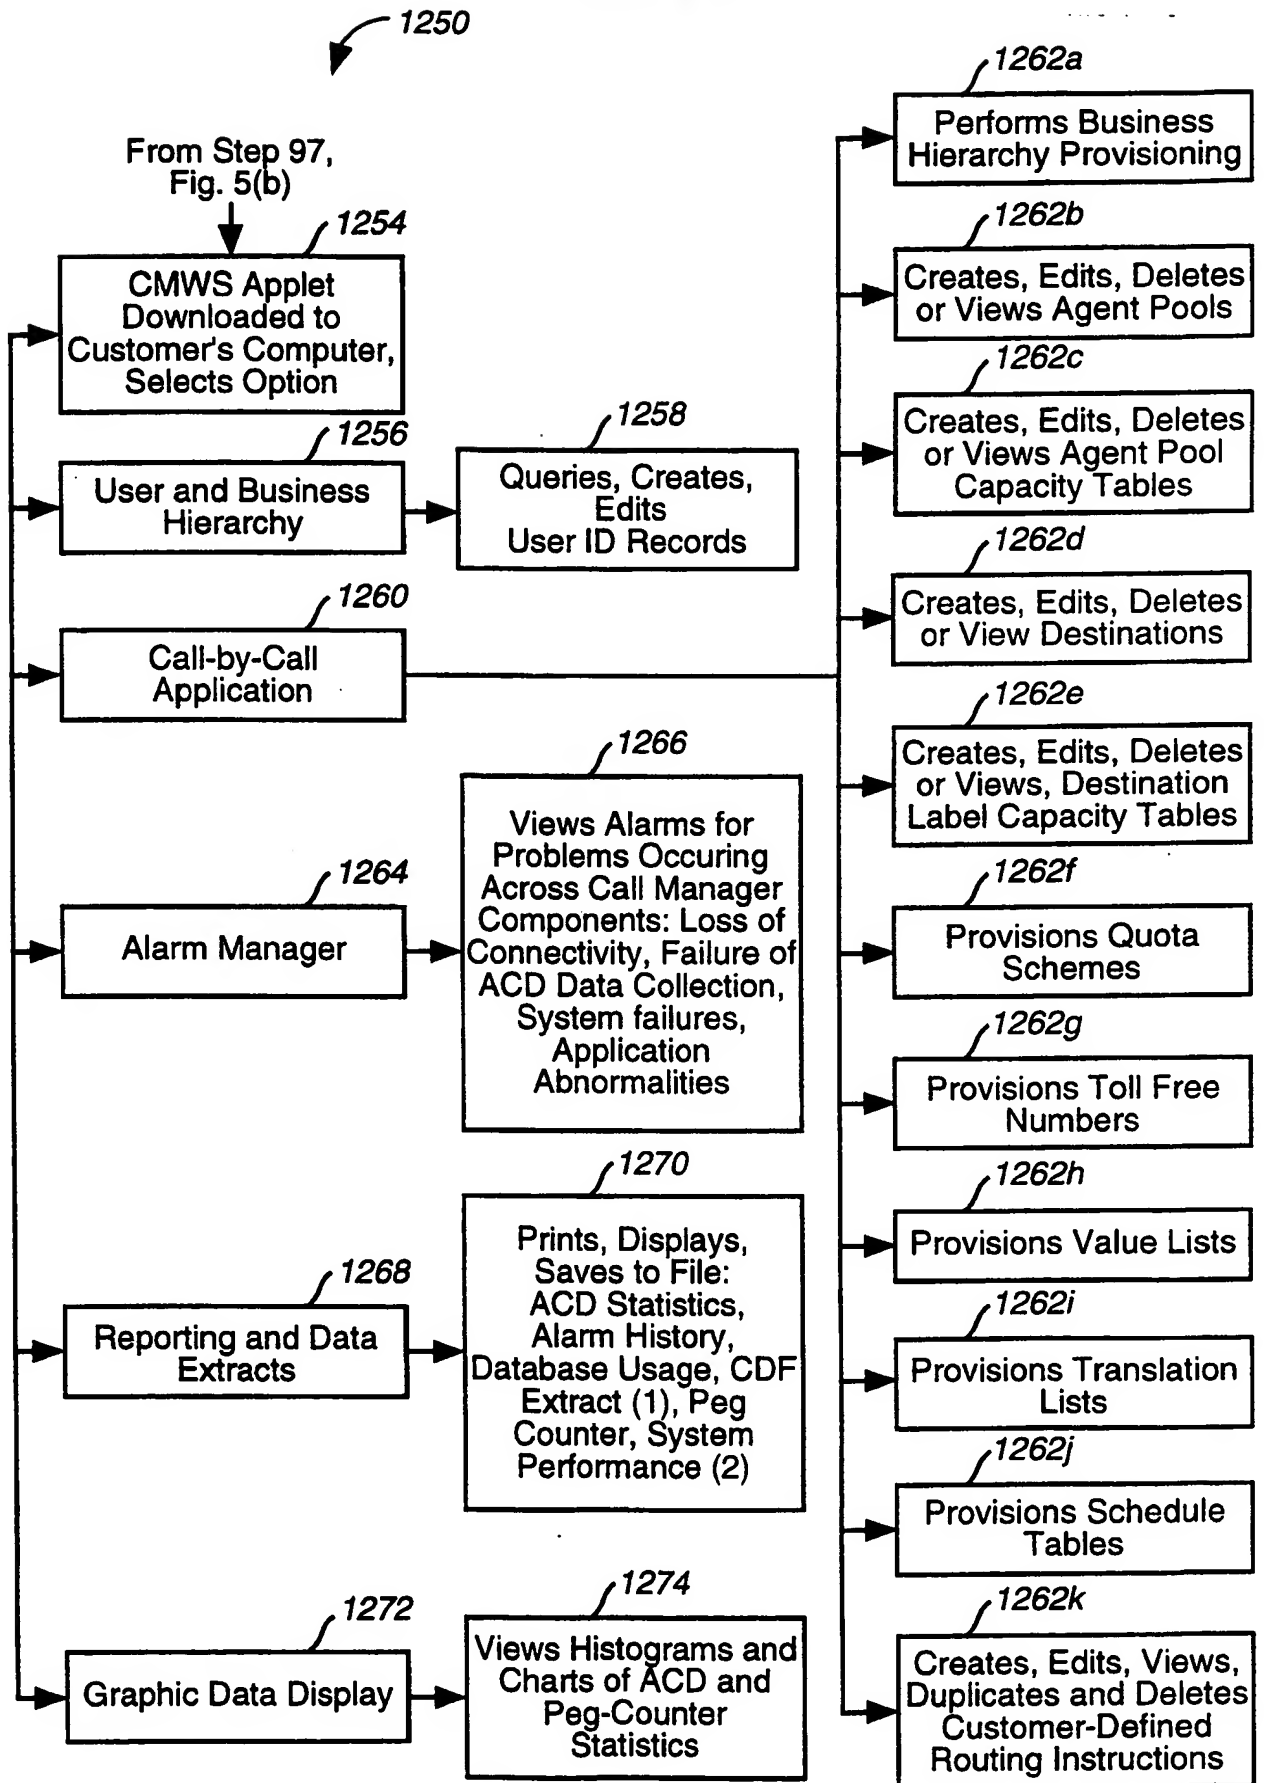 1250
From Step 97,
Fig. 5(b)
1254
CMWS Applet
Downloaded to
Customer's Computer,
Selects Option
1256
User and Business
Hierarchy
1258
Queries, Creates,
Edits
User ID Records
1260
Call-by-Call
Application
1264
Alarm Manager
1266
Views Alarms for
Problems Occuring
Across Call Manager
Components: Loss of
Connectivity, Failure of
ACD Data Collection,
System failures,
Application
Abnormalities
1268
Reporting and Data
Extracts
1270
Prints, Displays,
Saves to File:
ACD Statistics,
Alarm History,
Database Usage, CDF
Extract (1), Peg
Counter, System
Performance (2)
1272
Graphic Data Display
1274
Views Histograms and
Charts of ACD and
Peg-Counter
Statistics
1262a
Performs Business
Hierarchy Provisioning
1262b
Creates, Edits, Deletes
or Views Agent Pools
1262c
Creates, Edits, Deletes
or Views Agent Pool
Capacity Tables
1262d
Creates, Edits, Deletes
or View Destinations
1262e
Creates, Edits, Deletes
or Views, Destination
Label Capacity Tables
1262f
Provisions Quota
Schemes
1262g
Provisions Toll Free
Numbers
1262h
Provisions Value Lists
1262i
Provisions Translation
Lists
1262j
Provisions Schedule
Tables
1262k
Creates, Edits, Views,
Duplicates and Deletes
Customer-Defined
Routing Instructions